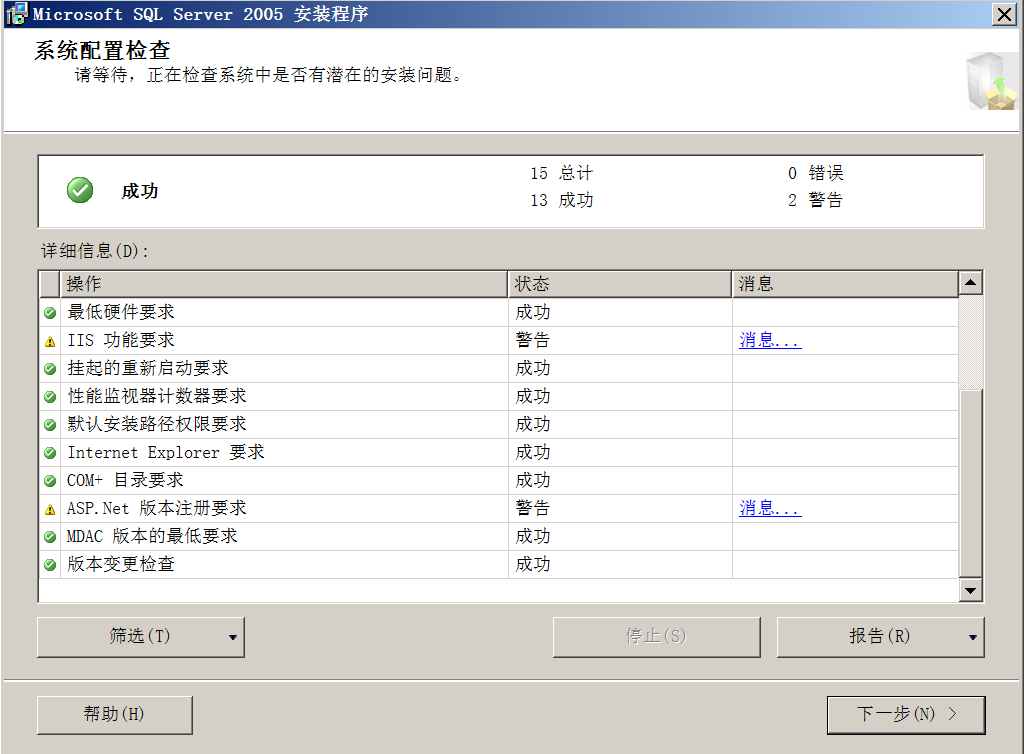 Microsoft SQL Server 2005 安装程序
系统配置检查
请等待，正在检查系统中是否有潜在的安装问题。
成功
15 总计
0 错误
13 成功
2 警告
详细信息(D)：
操作 状态 消息
最低硬件要求 成功
IIS 功能要求 警告 消息...
挂起的重新启动要求 成功
性能监视器计数器要求 成功
默认安装路径权限要求 成功
Internet Explorer 要求 成功
COM+ 目录要求 成功
ASP.Net 版本注册要求 警告 消息...
MDAC 版本的最低要求 成功
版本变更检查 成功
筛选(T) 停止(S) 报告(R)
帮助(H) 下一步(N) >